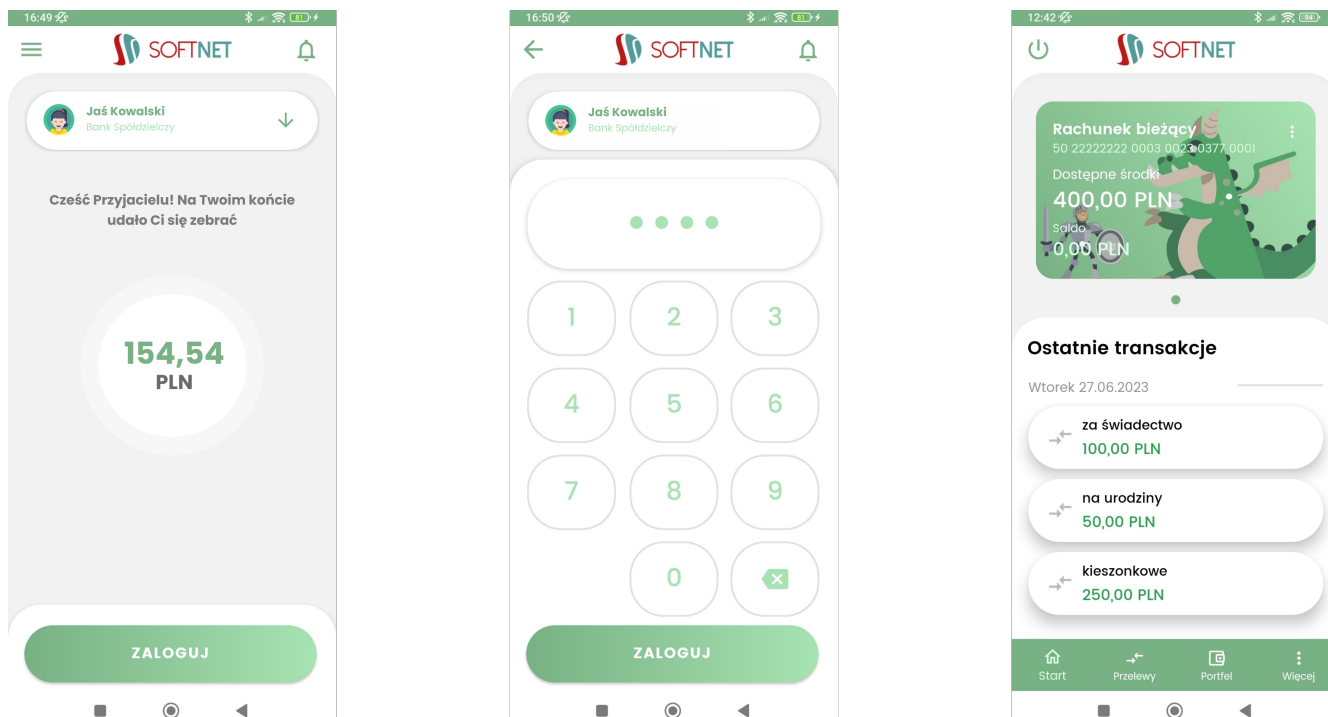 16:49
81
SOFTNET
Jaś Kowalski
Bank Spółdzielczy
Cześć Przyjacielu! Na Twoim końcie
udało Ci się zebrać
154,54
PLN
ZALOGUJ
16:50
81
SOFTNET
Jaś Kowalski
Bank Spółdzielczy
1 2 3
4 5 6
7 8 9
0
ZALOGUJ
12:42
94
SOFTNET
Rachunek bieżący
50 22222222 0003 0023 0377 0001
Dostępne środki
400,00 PLN
Saldo
0,00 PLN
Ostatnie transakcje
Wtorek 27.06.2023
za świadectwo
100,00 PLN
na urodziny
50,00 PLN
kieszonkowe
250,00 PLN
Start Przelewy Portfel Więcej